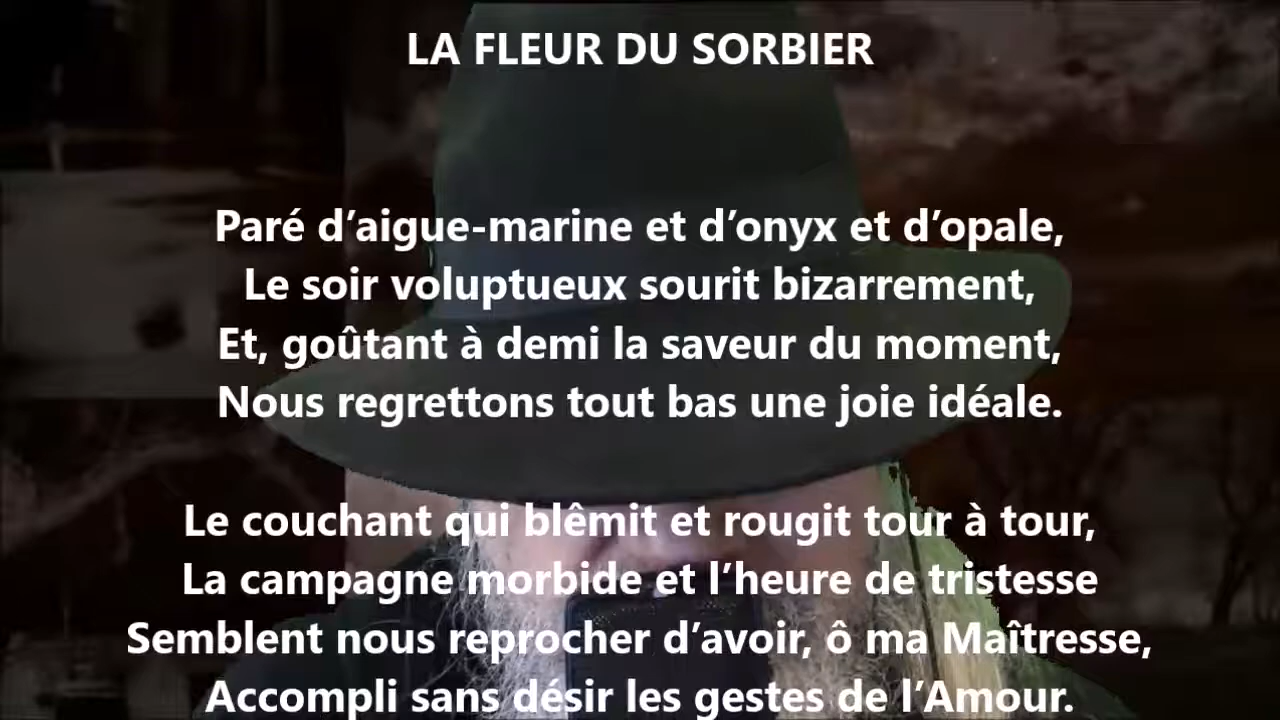 LA FLEUR DU SORBIER
Paré d’aigue-marine et d’onyx et d’opale,
Le soir voluptueux sourit bizarrement,
Et, goûtant à demi la saveur du moment,
Nous regrettons tout bas une joie idéale.
Le couchant qui blêmit et rougit tour à tour,
La campagne morbide et l’heure de tristesse
Semblent nous reprocher d’avoir, ô ma Maîtresse,
Accompli sans désir les gestes de l’Amour.